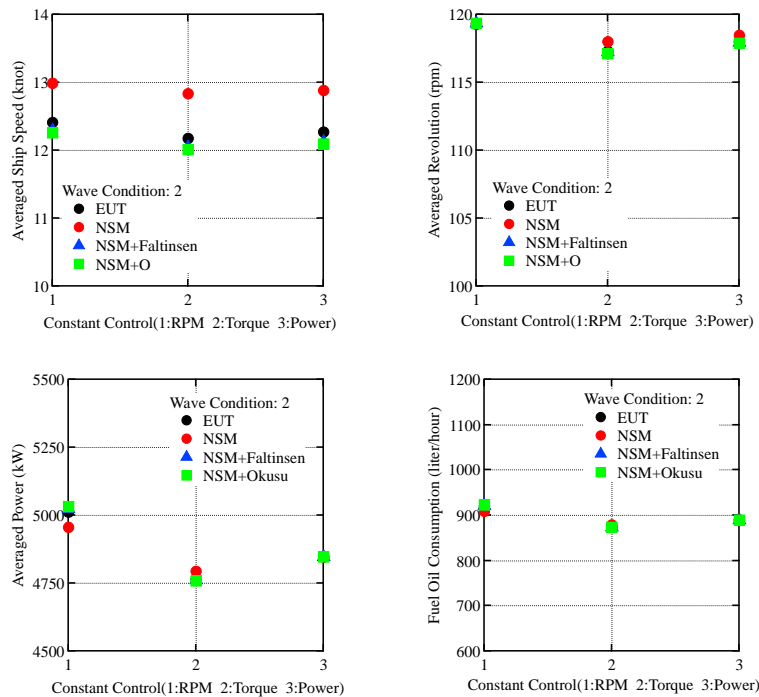 13
12
11
10
Averaged Ship Speed (knot)
Wave Condition: 2
EUT
NSM
NSM+Faltinsen
NSM+O
1
2
3
14
Constant Control(1:RPM 2:Torque 3:Power)
120
115
110
105
100
Averaged Revolution (rpm)
Wave Condition: 2
EUT
NSM
NSM+Faltinsen
NSM+O
1
2
3
Constant Control(1:RPM 2:Torque 3:Power)
5500
5250
5000
4750
4500
Averaged Power (kW)
Wave Condition: 2
EUT
NSM
NSM+Faltinsen
NSM+Okusu
1
2
3
Constant Control(1:RPM 2:Torque 3:Power)
1200
1100
1000
900
800
700
600
Fuel Oil Consumption (liter/hour)
Wave Condition: 2
EUT
NSM
NSM+Faltinsen
NSM+Okusu
1
2
3
Constant Control(1:RPM 2:Torque 3:Power)